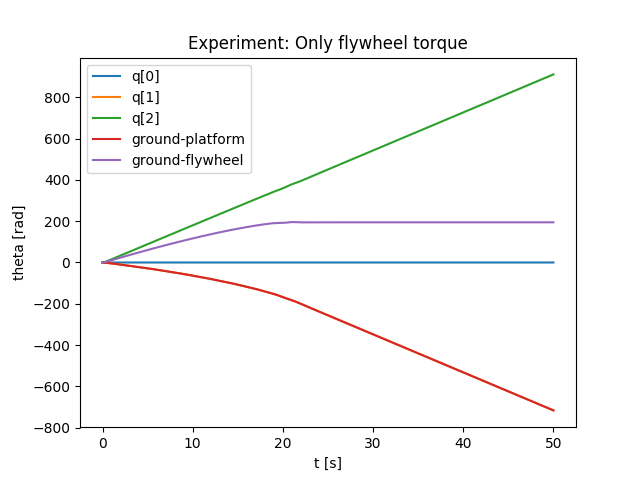 Experiment: Only flywheel torque
q[0]
q[1]
q[2]
ground-platform
ground-flywheel
theta [rad]
800
600
400
200
0
−200
−400
−600
−800
0 10 20 30 40 50
t [s]